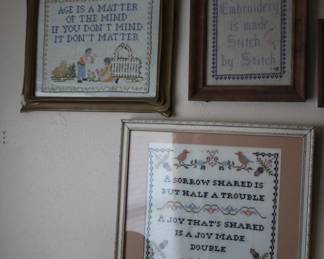 AGE IS A MATTER
OF THE MIND
IF YOU DON'T MIND
IT DON'T MATTER
Embroidery
is made
Stitch
by Stitch
A SORROW SHARED IS
BUT HALF A TROUBLE
A JOY THAT'S SHARED
IS A JOY MADE
DOUBLE